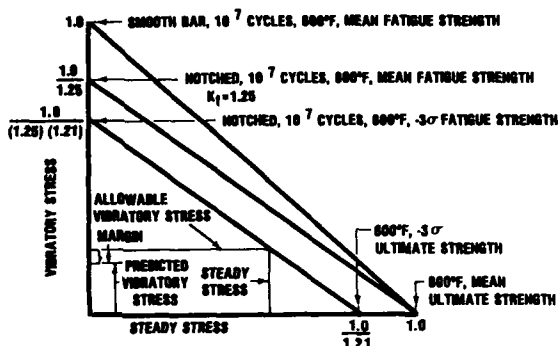 1.0
SMOOTH BAR, 10 7 CYCLES, 600°F, MEAN FATIGUE STRENGTH
1.0
1.25
NOTCHED, 10 7 CYCLES, 600°F, MEAN FATIGUE STRENGTH
Kf=1.25
1.0
(1.25) (1.21)
NOTCHED, 10 7 CYCLES, 600°F, -3σ FATIGUE STRENGTH
VIBRATORY STRESS
ALLOWABLE
VIBRATORY STRESS
MARGIN
PREDICTED
VIBRATORY
STRESS
STEADY
STRESS
600°F, -3σ
ULTIMATE STRENGTH
600°F, MEAN
ULTIMATE STRENGTH
STEADY STRESS
1.0
1.21
1.0